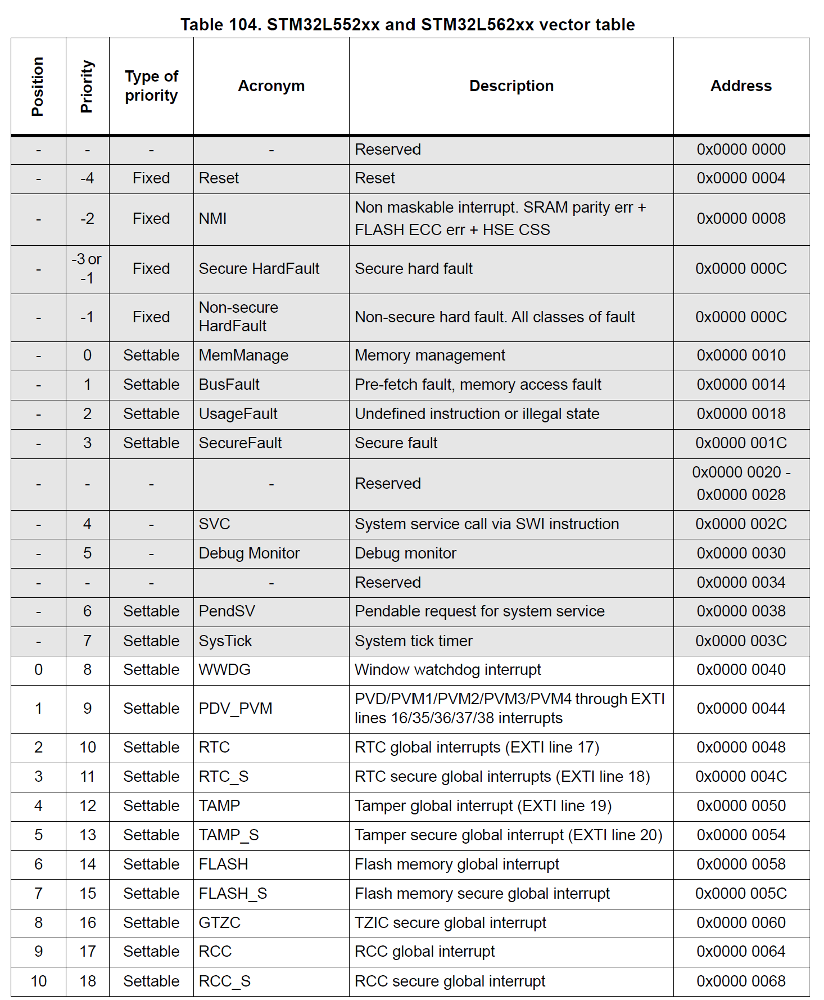 Table 104. STM32L552xx and STM32L562xx vector table
Position Priority Type of priority Acronym Description Address
- - - - Reserved 0x0000 0000
- -4 Fixed Reset Reset 0x0000 0004
- -2 Fixed NMI Non maskable interrupt. SRAM parity err + FLASH ECC err + HSE CSS 0x0000 0008
- -3 or -1 Fixed Secure HardFault Secure hard fault 0x0000 000C
- -1 Fixed Non-secure HardFault Non-secure hard fault. All classes of fault 0x0000 000C
- 0 Settable MemManage Memory management 0x0000 0010
- 1 Settable BusFault Pre-fetch fault, memory access fault 0x0000 0014
- 2 Settable UsageFault Undefined instruction or illegal state 0x0000 0018
- 3 Settable SecureFault Secure fault 0x0000 001C
- - - - Reserved 0x0000 0020 - 0x0000 0028
- 4 - SVC System service call via SWI instruction 0x0000 002C
- 5 - Debug Monitor Debug monitor 0x0000 0030
- - - - Reserved 0x0000 0034
- 6 Settable PendSV Pendable request for system service 0x0000 0038
- 7 Settable SysTick System tick timer 0x0000 003C
0 8 Settable WWDG Window watchdog interrupt 0x0000 0040
1 9 Settable PDV_PVM PVD/PVM1/PVM2/PVM3/PVM4 through EXTI lines 16/35/36/37/38 interrupts 0x0000 0044
2 10 Settable RTC RTC global interrupts (EXTI line 17) 0x0000 0048
3 11 Settable RTC_S RTC secure global interrupts (EXTI line 18) 0x0000 004C
4 12 Settable TAMP Tamper global interrupt (EXTI line 19) 0x0000 0050
5 13 Settable TAMP_S Tamper secure global interrupt (EXTI line 20) 0x0000 0054
6 14 Settable FLASH Flash memory global interrupt 0x0000 0058
7 15 Settable FLASH_S Flash memory secure global interrupt 0x0000 005C
8 16 Settable GTZC TZIC secure global interrupt 0x0000 0060
9 17 Settable RCC RCC global interrupt 0x0000 0064
10 18 Settable RCC_S RCC secure global interrupt 0x0000 0068